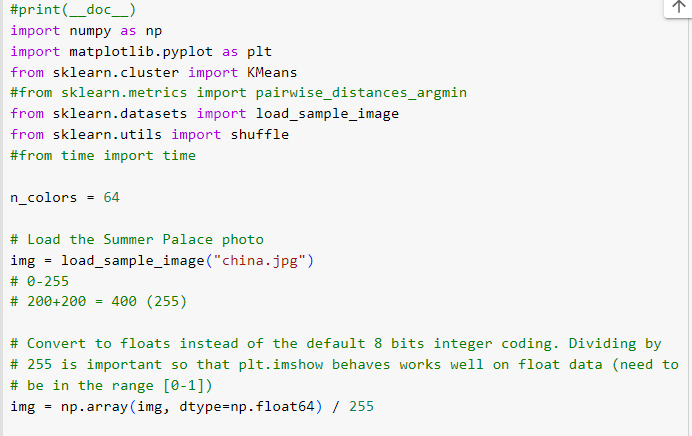 #print(__doc__)
import numpy as np
import matplotlib.pyplot as plt
from sklearn.cluster import KMeans
#from sklearn.metrics import pairwise_distances_argmin
from sklearn.datasets import load_sample_image
from sklearn.utils import shuffle
#from time import time
n_colors = 64
# Load the Summer Palace photo
img = load_sample_image("china.jpg")
# 0-255
# 200+200 = 400 (255)
# Convert to floats instead of the default 8 bits integer coding. Dividing by
# 255 is important so that plt.imshow behaves works well on float data (need to
# be in the range [0-1])
img = np.array(img, dtype=np.float64) / 255